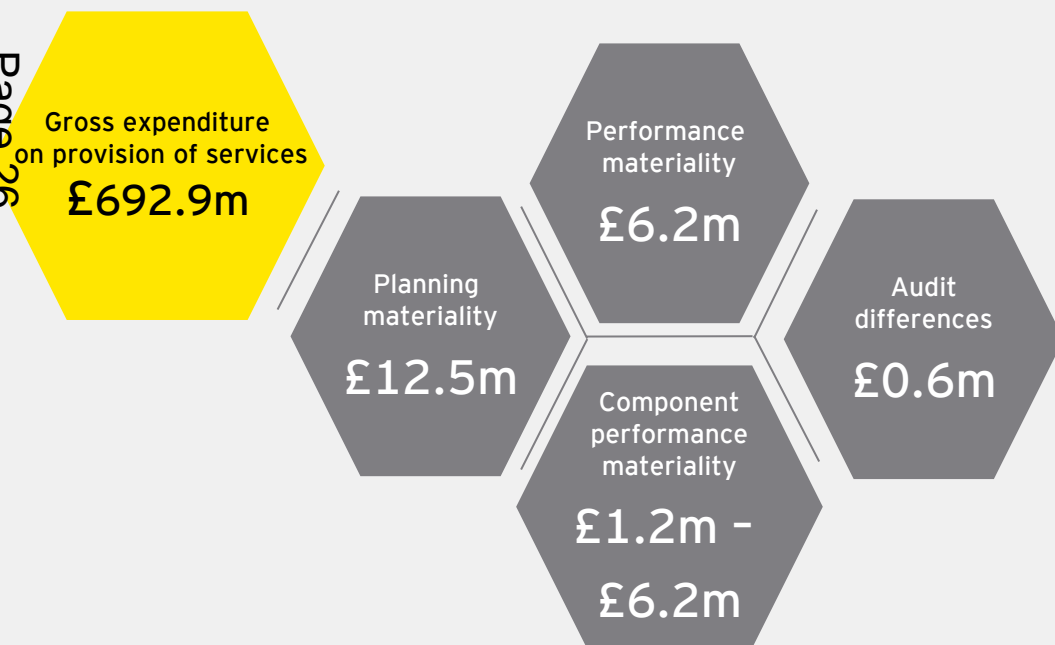 Page 26
Gross expenditure
on provision of services
£692.9m
Planning
materiality
£12.5m
Performance
materiality
£6.2m
Component
performance
materiality
£1.2m –
£6.2m
Audit
differences
£0.6m